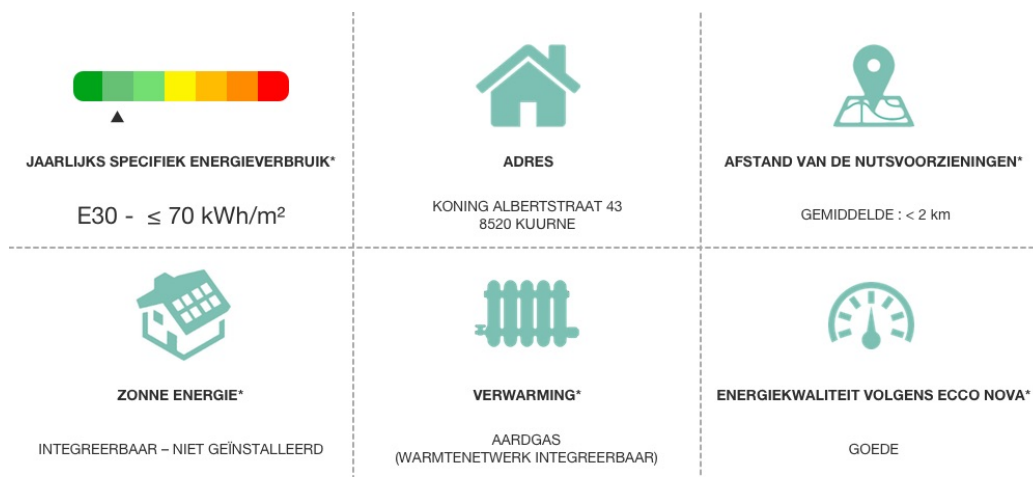 JAARLIJKS SPECIFIEK ENERGIEVERBRUIK*
E30 - ≤ 70 kWh/m²
ADRES
KONING ALBERTSTRAAT 43
8520 KUURNE
AFSTAND VAN DE NUTSVOORZIENINGEN*
GEMIDDELDE : < 2 km
ZONNE ENERGIE*
INTEGREERBAAR – NIET GEÏNSTALLEERD
VERWARMING*
AARDGAS
(WARMTENETWERK INTEGREERBAAR)
ENERGIEKWALITEIT VOLGENS ECCO NOVA*
GOEDE